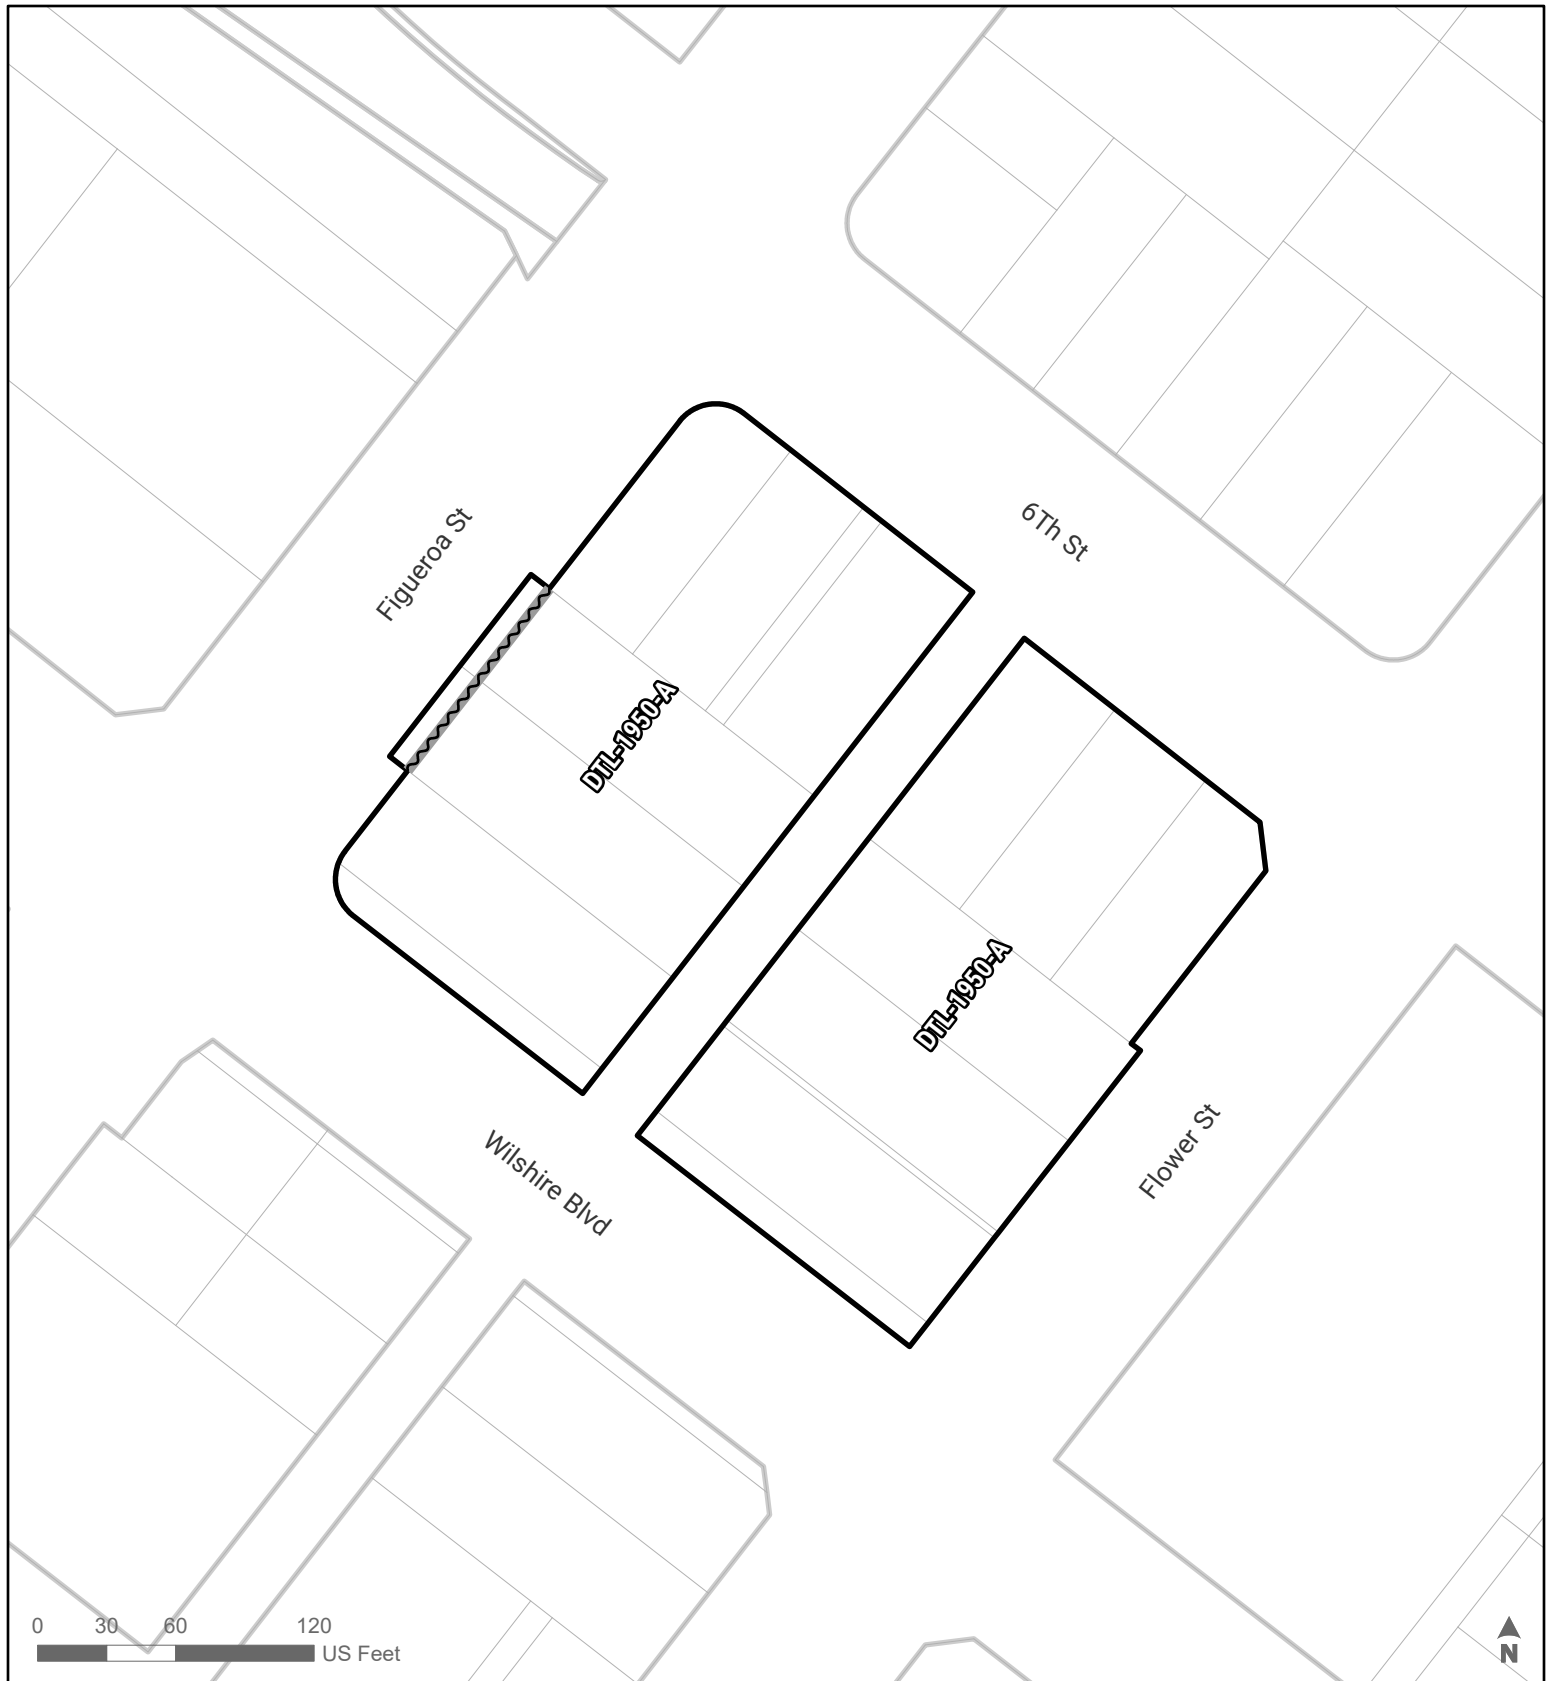 6Th St
Figueroa St
DTL-1950-A
DTL-1950-A
Flower St
Wilshire Blvd
0 30 60 120
US Feet
N